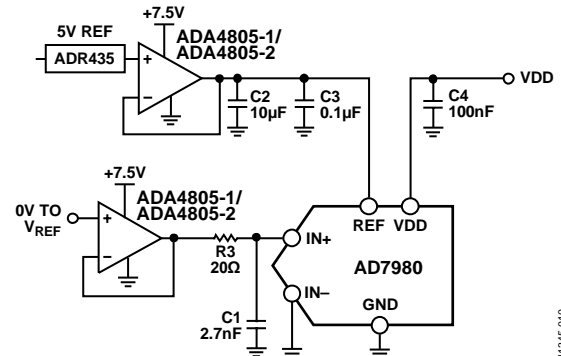 +7.5V
5V REF
ADR435
ADA4805-1/
ADA4805-2
+
−
C2
10µF
C3
0.1µF
C4
100nF
VDD
+7.5V
ADA4805-1/
ADA4805-2
0V TO
VREF
+
−
R3
20Ω
C1
2.7nF
IN+
IN−
REF
VDD
AD7980
GND